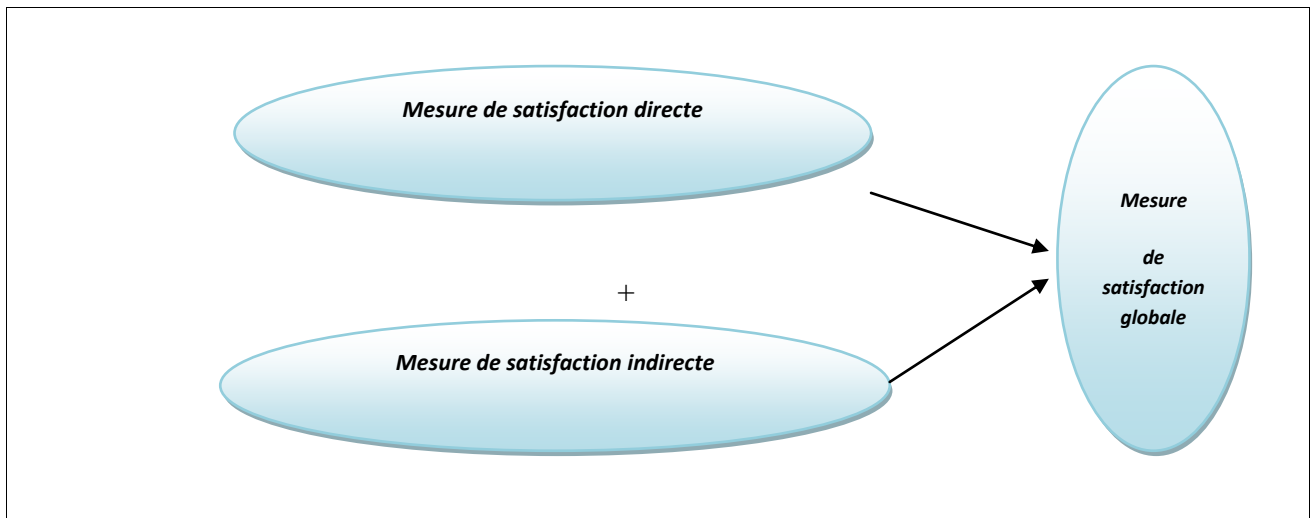 Mesure de satisfaction directe
+
Mesure de satisfaction indirecte
Mesure
de
satisfaction
globale